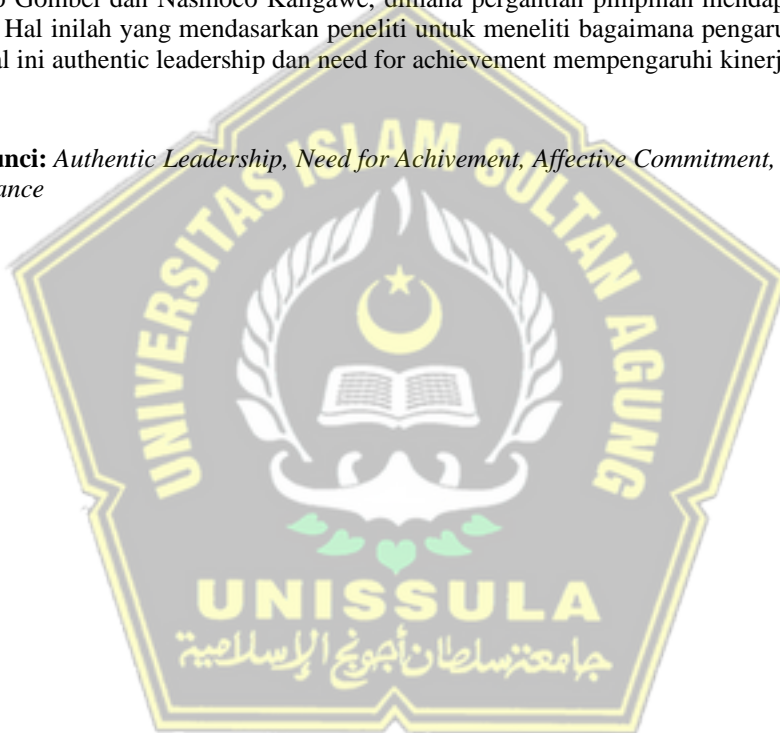 o Gombel dan Nasmoco Kaligawe, dimana pergantian pimpinan mendap
Hal inilah yang mendasarkan peneliti untuk meneliti bagaimana pengaru
al ini authentic leadership dan need for achievement mempengaruhi kinerj
unci: Authentic Leadership, Need for Achivement, Affective Commitment,
ance
UNIVERSITAS ISLAM SULTAN AGUNG
UNISSULA
جامعة سلطان أجونج الإسلامية